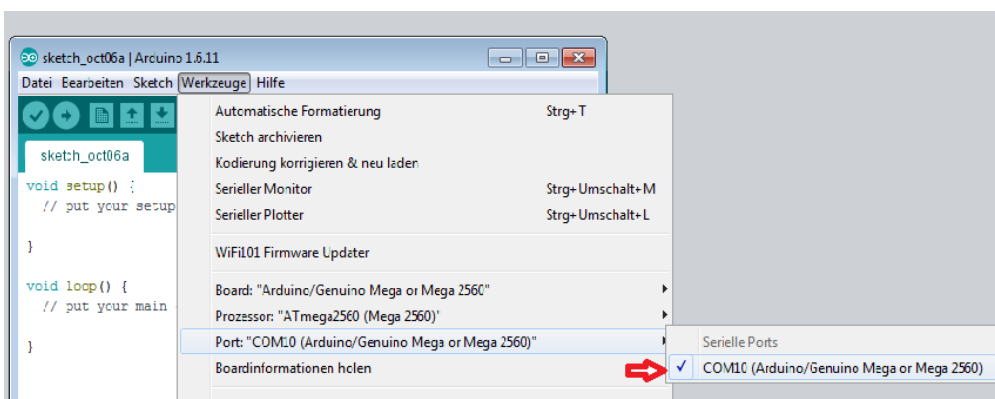 sketch_oct06a | Arduino 1.6.11
Datei Bearbeiten Sketch Werkzeuge Hilfe
Automatische Formatierung Strg+T
Sketch archivieren
Kodierung korrigieren & neu laden
Serieller Monitor Strg+Umschalt+M
Serieller Plotter Strg+Umschalt+L
WiFi101 Firmware Updater
Board: "Arduino/Genuino Mega or Mega 2560"
Prozessor: "ATmega2560 (Mega 2560)"
Port: "COM10 (Arduino/Genuino Mega or Mega 2560)"
Boardinformationen holen
Serielle Ports
✓ COM10 (Arduino/Genuino Mega or Mega 2560)
sketch_oct06a
void setup() {
// put your setup
}
void loop() {
// put your main
}